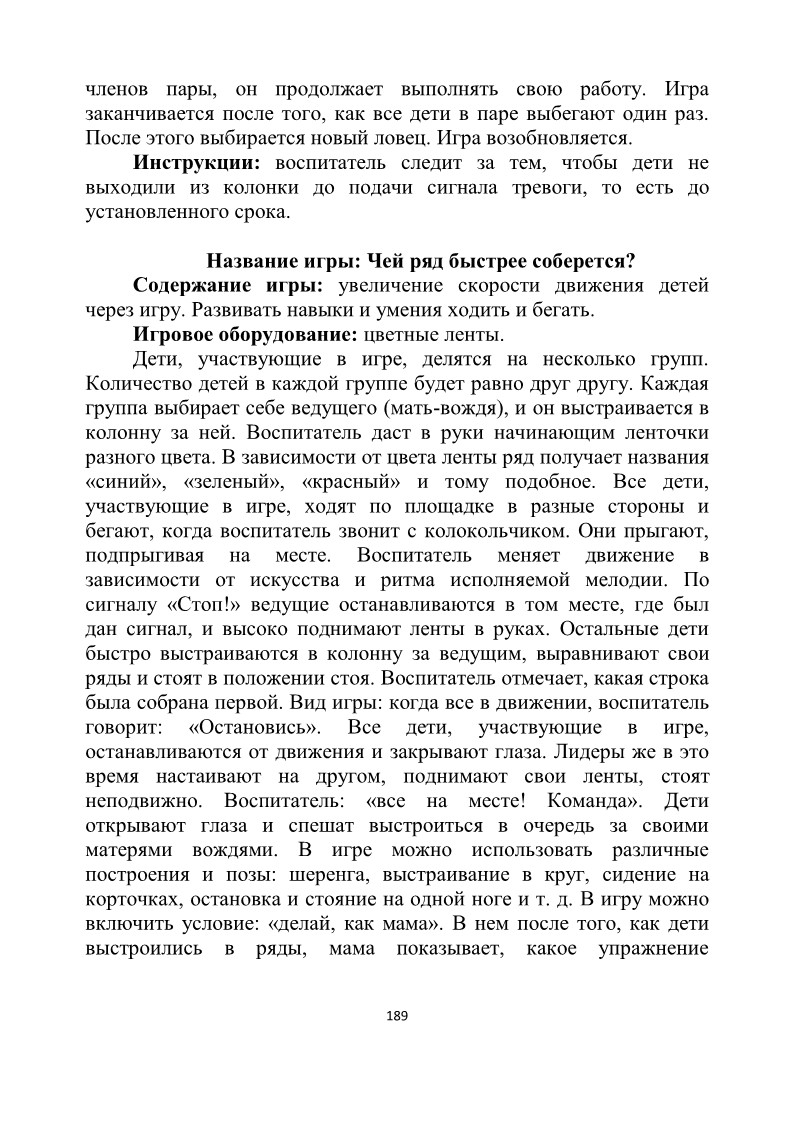 членов пары, он продолжает выполнять свою работу. Игра
заканчивается после того, как все дети в паре выбегают один раз.
После этого выбирается новый ловец. Игра возобновляется.
Инструкции: воспитатель следит за тем, чтобы дети не
выходили из колонки до подачи сигнала тревоги, то есть до
установленного срока.
Название игры: Чей ряд быстрее соберется?
Содержание игры: увеличение скорости движения детей
через игру. Развивать навыки и умения ходить и бегать.
Игровое оборудование: цветные ленты.
Дети, участвующие в игре, делятся на несколько групп.
Количество детей в каждой группе будет равно друг другу. Каждая
группа выбирает себе ведущего (мать-вождя), и он выстраивается в
колонну за ней. Воспитатель даст в руки начинающим ленточки
разного цвета. В зависимости от цвета ленты ряд получает названия
«синий», «зеленый», «красный» и тому подобное. Все дети,
участвующие в игре, ходят по площадке в разные стороны и
бегают, когда воспитатель звонит с колокольчиком. Они прыгают,
подпрыгивая на месте. Воспитатель меняет движение в
зависимости от искусства и ритма исполняемой мелодии. По
сигналу «Стоп!» ведущие останавливаются в том месте, где был
дан сигнал, и высоко поднимают ленты в руках. Остальные дети
быстро выстраиваются в колонну за ведущим, выравнивают свои
ряды и стоят в положении стоя. Воспитатель отмечает, какая строка
была собрана первой. Вид игры: когда все в движении, воспитатель
говорит: «Остановись». Все дети, участвующие в игре,
останавливаются от движения и закрывают глаза. Лидеры же в это
время настаивают на другом, поднимают свои ленты, стоят
неподвижно. Воспитатель: «все на месте! Команда». Дети
открывают глаза и спешат выстроиться в очередь за своими
матерями вождями. В игре можно использовать различные
построения и позы: шеренга, выстраивание в круг, сидение на
корточках, остановка и стояние на одной ноге и т. д. В игру можно
включить условие: «делай, как мама». В нем после того, как дети
выстроились в ряды, мама показывает, какое упражнение
189